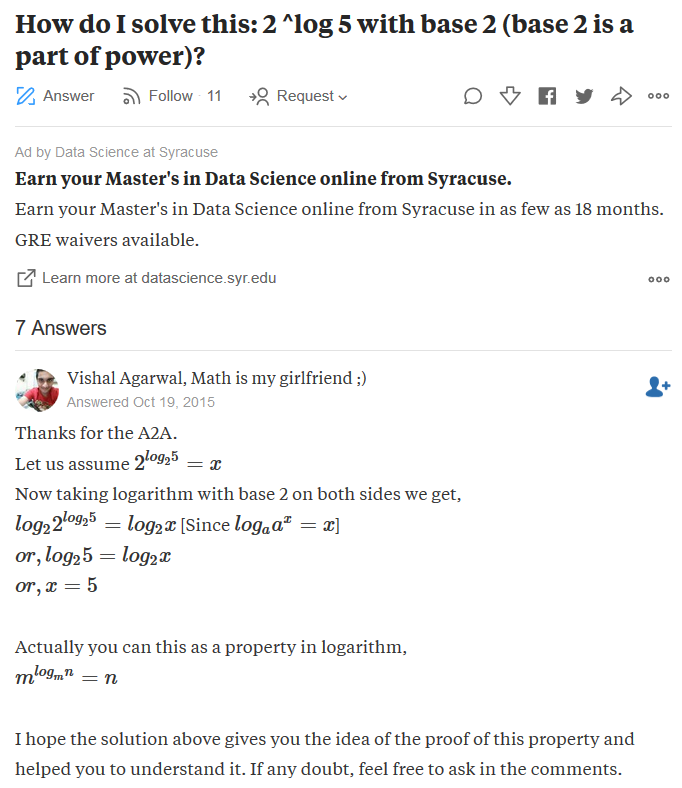 How do I solve this: 2 ^log 5 with base 2 (base 2 is a
part of power)?
Answer Follow · 11 Request
Ad by Data Science at Syracuse
Earn your Master's in Data Science online from Syracuse.
Earn your Master's in Data Science online from Syracuse in as few as 18 months.
GRE waivers available.
Learn more at datascience.syr.edu
7 Answers
Vishal Agarwal, Math is my girlfriend ;)
Answered Oct 19, 2015
Thanks for the A2A.
Let us assume $2^{log_2 5} = x$
Now taking logarithm with base 2 on both sides we get,
$log_2 2^{log_2 5} = log_2 x$ [Since $log_a a^x = x$]
$or, log_2 5 = log_2 x$
$or, x = 5$
Actually you can this as a property in logarithm,
$m^{log_m n} = n$
I hope the solution above gives you the idea of the proof of this property and
helped you to understand it. If any doubt, feel free to ask in the comments.